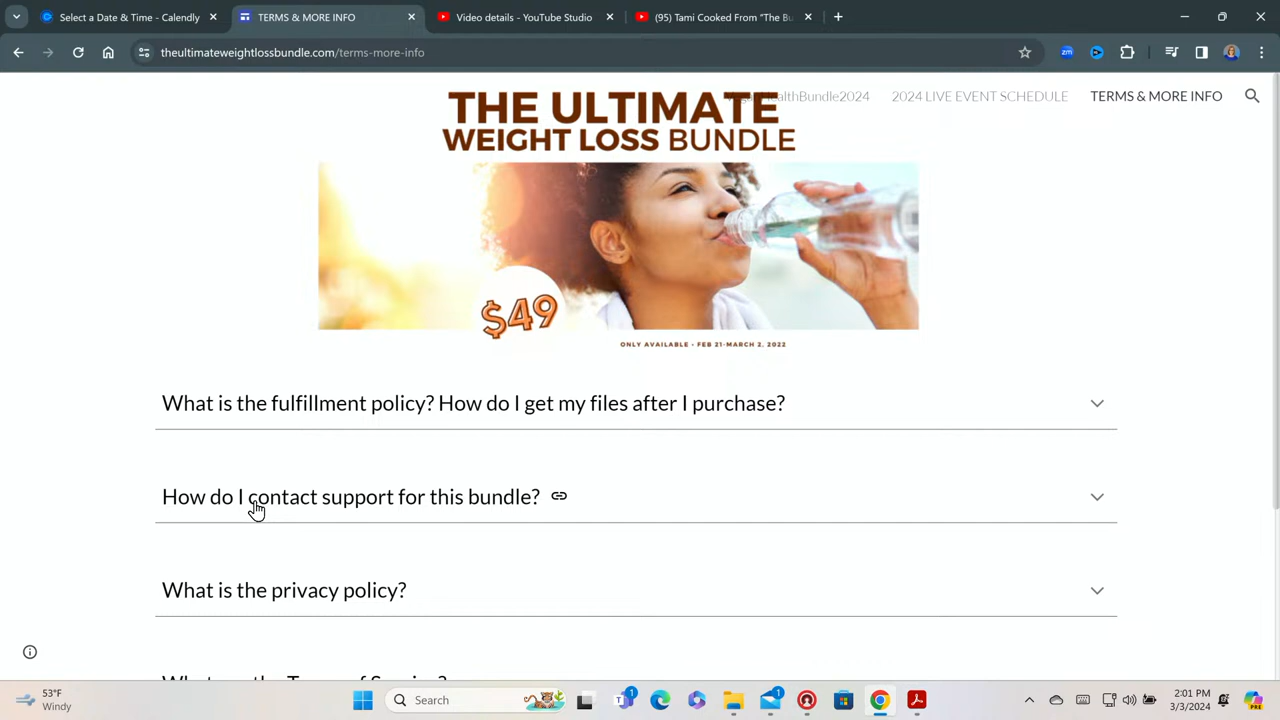 Select a Date & Time - Calendly
TERMS & MORE INFO
Video details - YouTube Studio
(95) Tami Cooked From "The Bu
theultimateweightlossbundle.com/terms-more-info
THE ULTIMATE
WEIGHT LOSS BUNDLE
2024 LIVE EVENT SCHEDULE
TERMS & MORE INFO
$49
ONLY AVAILABLE • FEB 21-MARCH 2, 2022
What is the fulfillment policy? How do I get my files after I purchase?
How do I contact support for this bundle?
What is the privacy policy?
53°F
Windy
Search
1
1
2:01 PM
3/3/2024